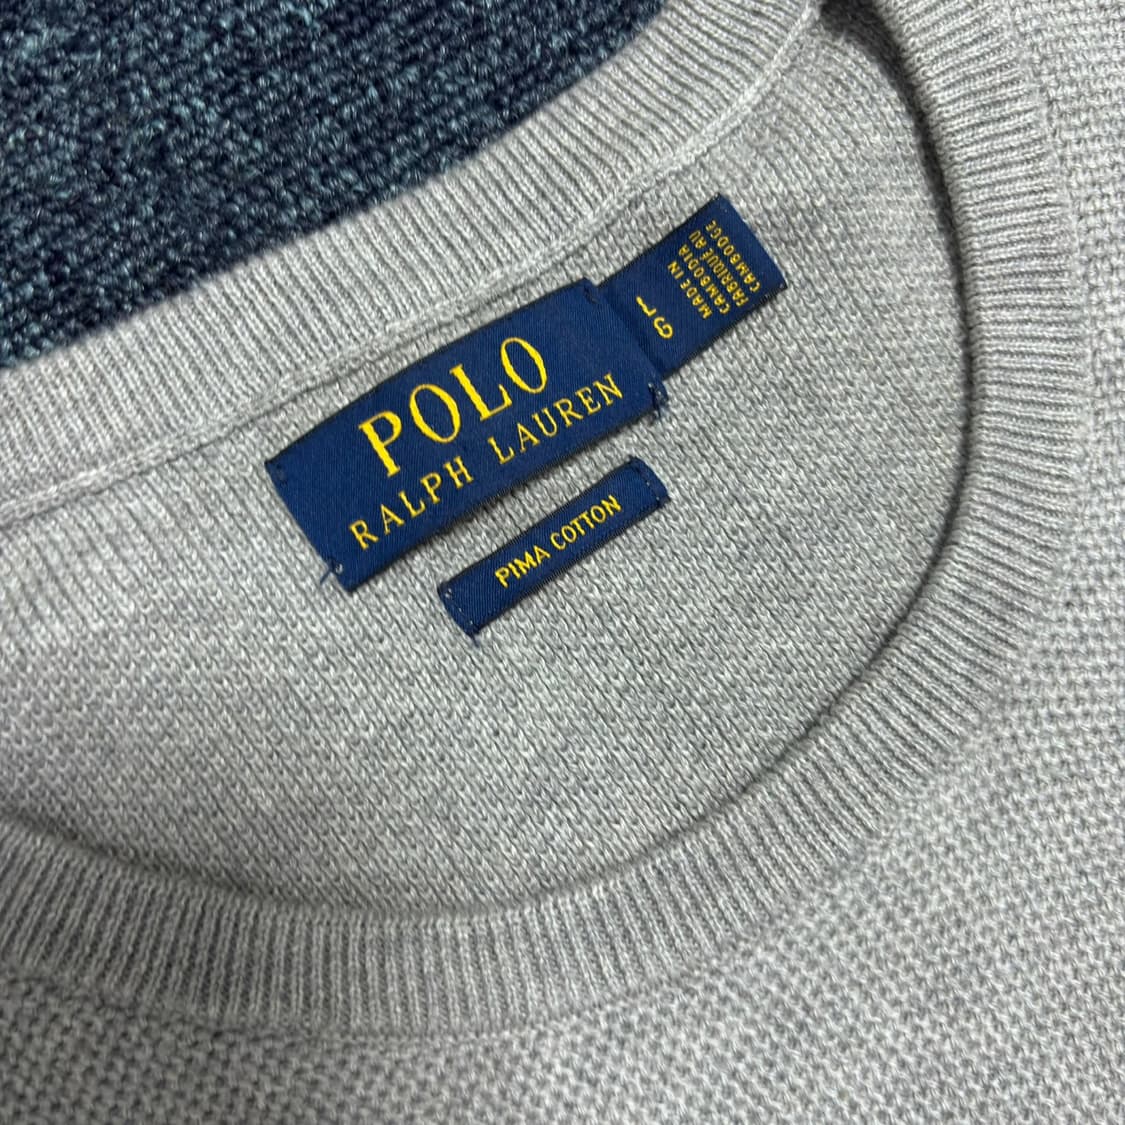 POLO
RALPH LAUREN
L
G
MADE IN
CAMBODIA
FABRIQUÉ AU
CAMBODGE
PIMA COTTON